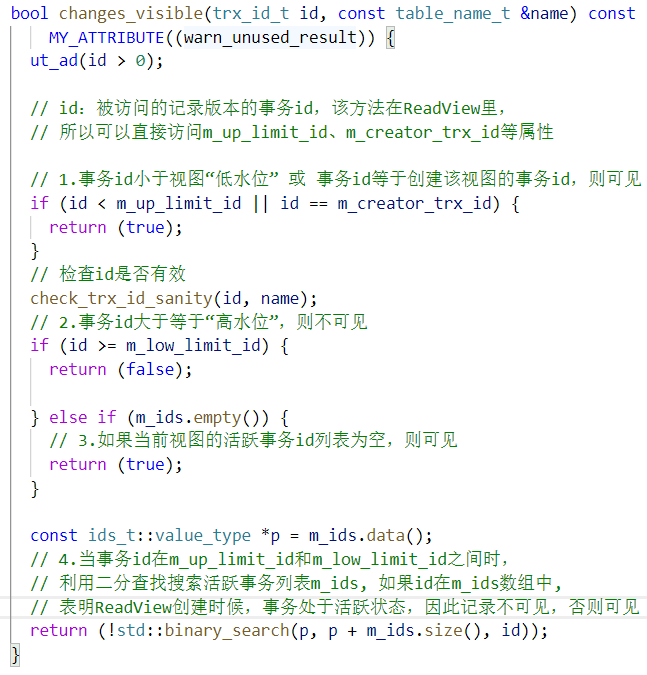 bool changes_visible(trx_id_t id, const table_name_t &name) const
MY_ATTRIBUTE((warn_unused_result)) {
ut_ad(id > 0);
// id：被访问的记录版本的事务id，该方法在ReadView里，
// 所以可以直接访问m_up_limit_id、m_creator_trx_id等属性
// 1.事务id小于视图“低水位” 或 事务id等于创建该视图的事务id，则可见
if (id < m_up_limit_id || id == m_creator_trx_id) {
return (true);
}
// 检查id是否有效
check_trx_id_sanity(id, name);
// 2.事务id大于等于“高水位”，则不可见
if (id >= m_low_limit_id) {
return (false);
} else if (m_ids.empty()) {
// 3.如果当前视图的活跃事务id列表为空，则可见
return (true);
}
const ids_t::value_type *p = m_ids.data();
// 4.当事务id在m_up_limit_id和m_low_limit_id之间时，
// 利用二分查找搜索活跃事务列表m_ids, 如果id在m_ids数组中,
// 表明ReadView创建时候，事务处于活跃状态，因此记录不可见，否则可见
return (!std::binary_search(p, p + m_ids.size(), id));
}